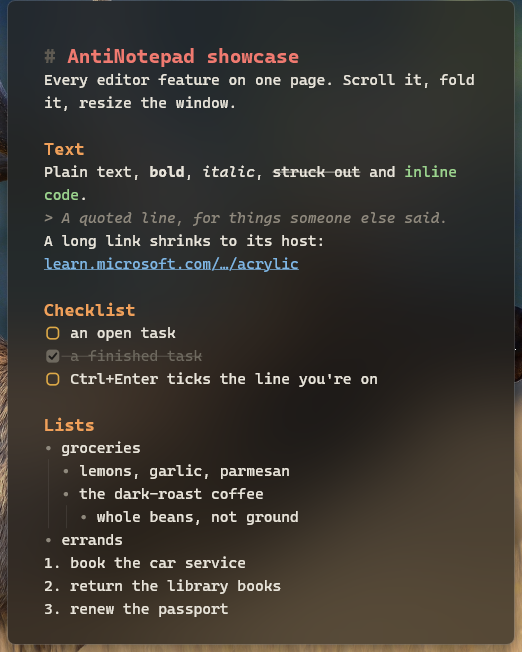 # AntiNotepad showcase
Every editor feature on one page. Scroll it, fold
it, resize the window.
Text
Plain text, bold, italic, struck out and inline
code.
> A quoted line, for things someone else said.
A long link shrinks to its host:
learn.microsoft.com/…/acrylic
Checklist
an open task
a finished task
Ctrl+Enter ticks the line you're on
Lists
• groceries
• lemons, garlic, parmesan
• the dark-roast coffee
• whole beans, not ground
• errands
1. book the car service
2. return the library books
3. renew the passport